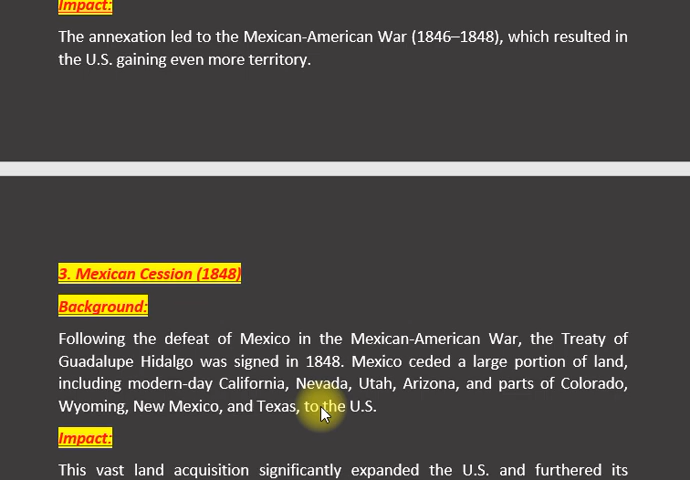 Impact:
The annexation led to the Mexican-American War (1846–1848), which resulted in
the U.S. gaining even more territory.
3. Mexican Cession (1848)
Background:
Following the defeat of Mexico in the Mexican-American War, the Treaty of
Guadalupe Hidalgo was signed in 1848. Mexico ceded a large portion of land,
including modern-day California, Nevada, Utah, Arizona, and parts of Colorado,
Wyoming, New Mexico, and Texas, to the U.S.
Impact:
This vast land acquisition significantly expanded the U.S. and furthered its